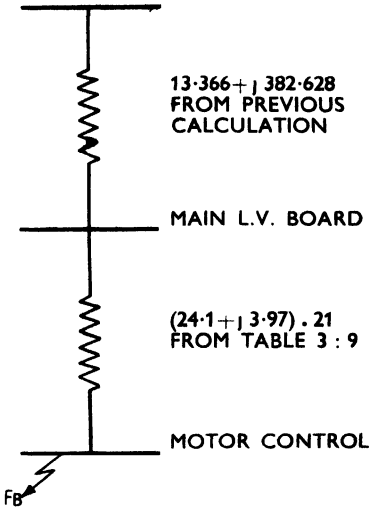 13·366+j 382·628
FROM PREVIOUS
CALCULATION
MAIN L.V. BOARD
(24·1+j 3·97) . 21
FROM TABLE 3 : 9
MOTOR CONTROL
FB